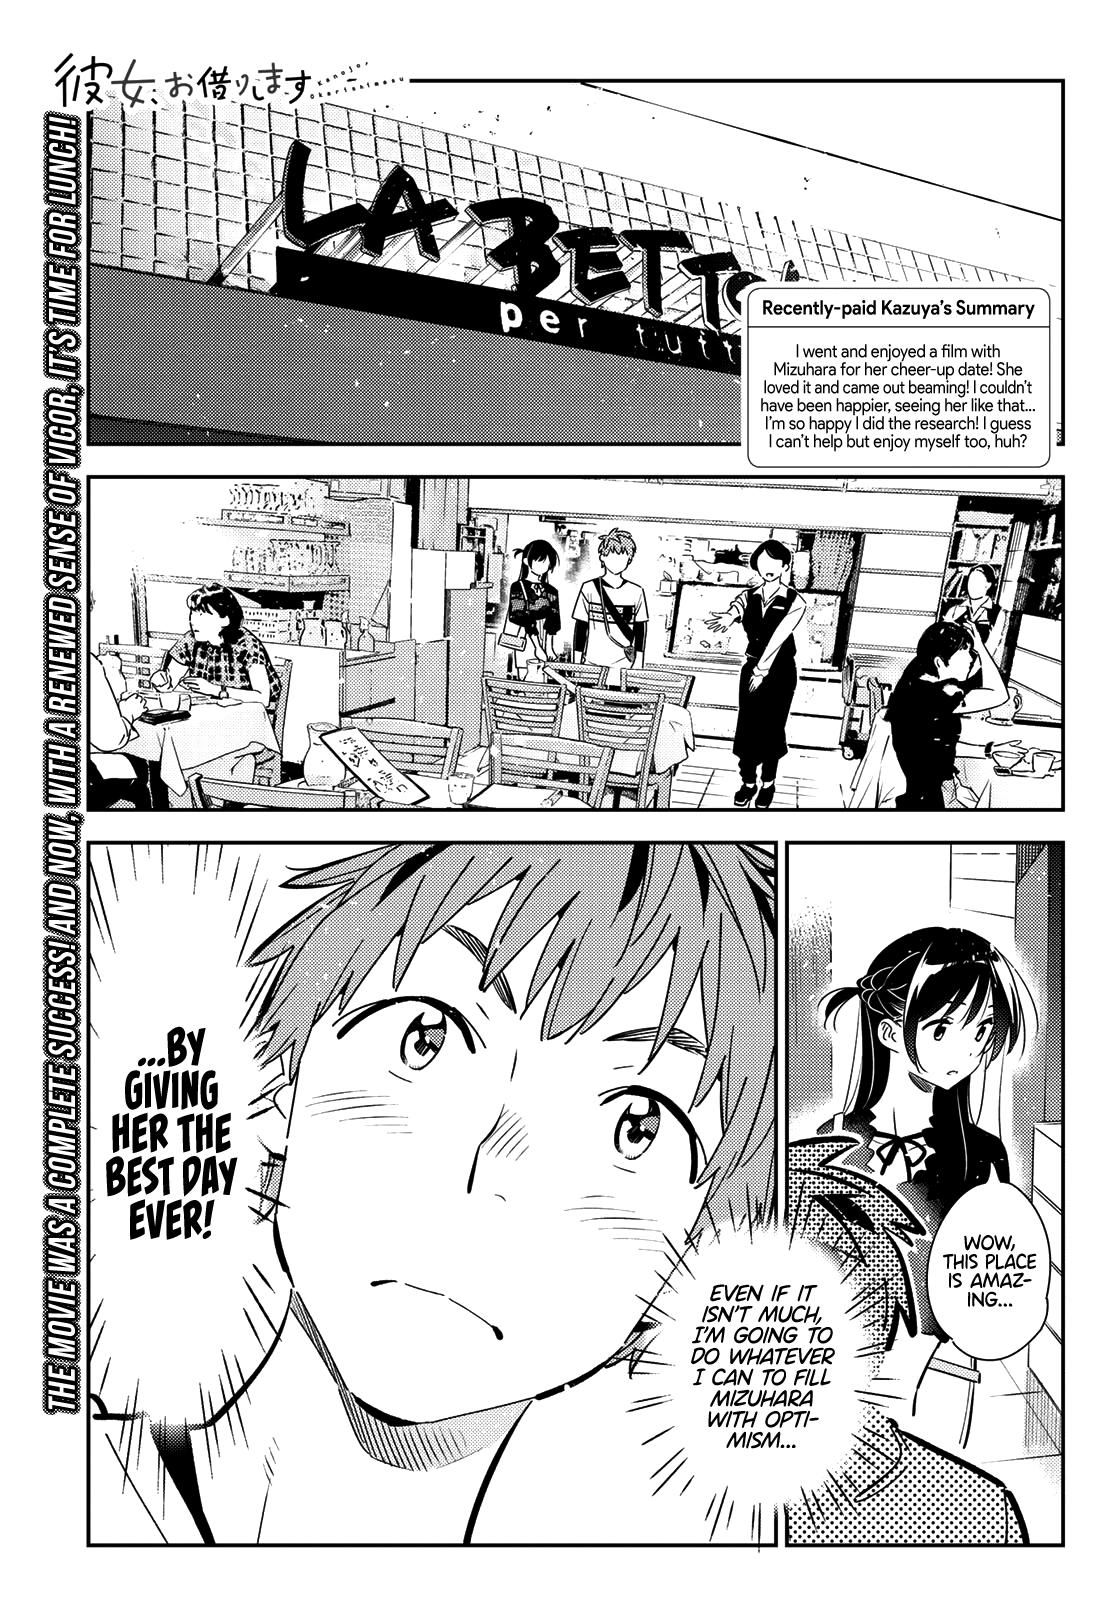 彼女、お借りします
Kanojo,
THE MOVIE WAS A COMPLETE SUCCESS! AND NOW, WITH A RENEWED SENSE OF VIGOR, IT'S TIME FOR LUNCH!
LA BETTO
per tutt
Recently-paid Kazuya's Summary
I went and enjoyed a film with
Mizuhara for her cheer-up date! She
loved it and came out beaming! I couldn't
have been happier, seeing her like that...
I'm so happy I did the research! I guess
I can't help but enjoy myself too, huh?
WOW,
THIS PLACE
IS AMAZ-
ING...
EVEN IF IT
ISN'T MUCH,
I'M GOING TO
DO WHATEVER
I CAN TO FILL
MIZUHARA
WITH OPTI-
MISM...
...BY
GIVING
HER THE
BEST DAY
EVER!